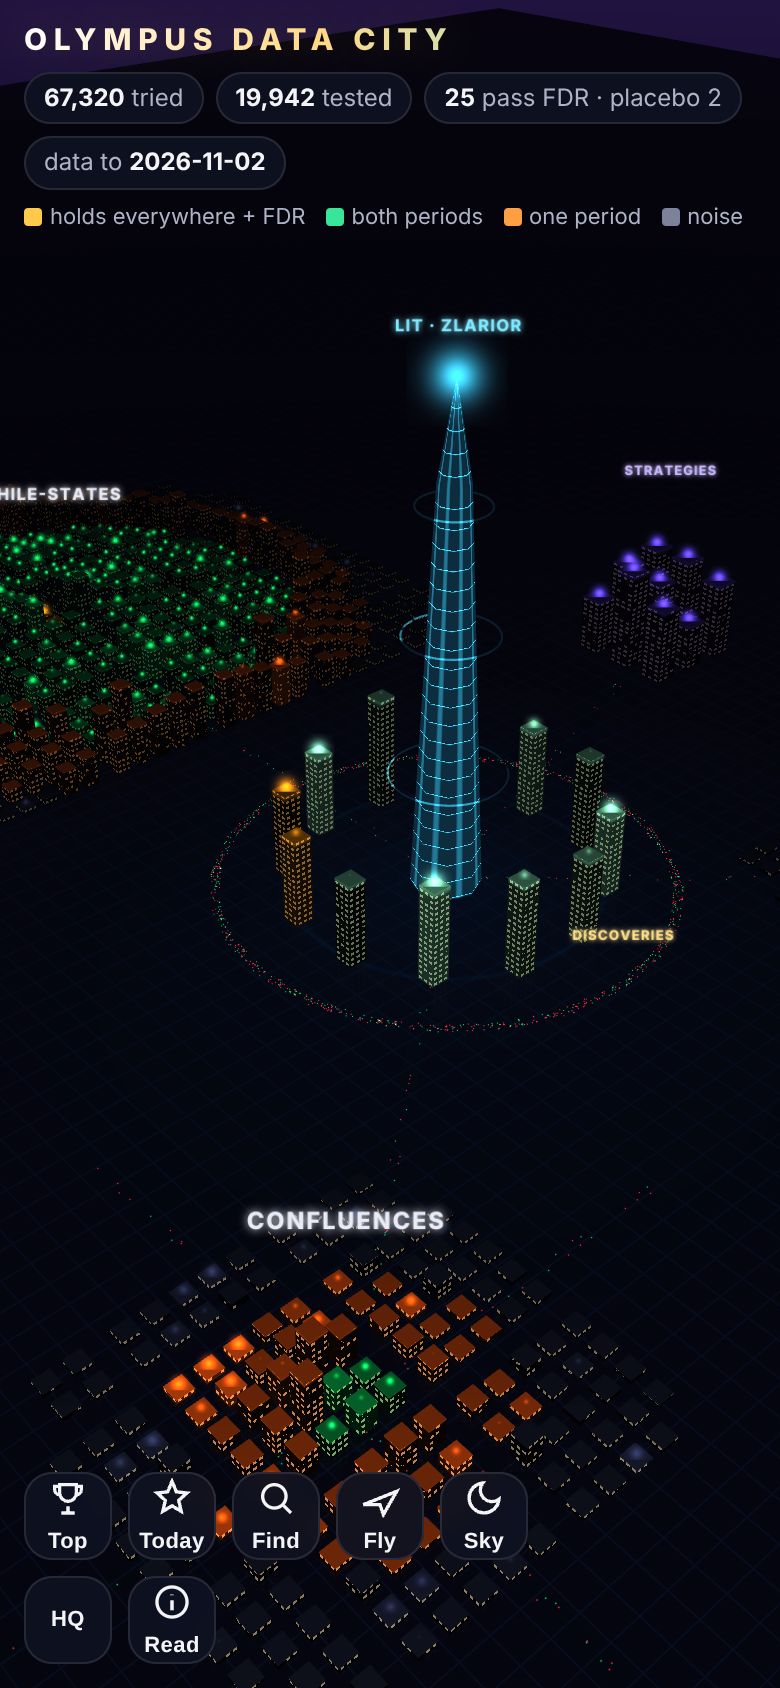 OLYMPUS DATA CITY
67,320 tried
19,942 tested
25 pass FDR · placebo 2
data to 2026-11-02
holds everywhere + FDR
both periods
one period
noise
LIT · ZLARIOR
STRATEGIES
HILE-STATES
DISCOVERIES
CONFLUENCES
Top
Today
Find
Fly
Sky
HQ
Read